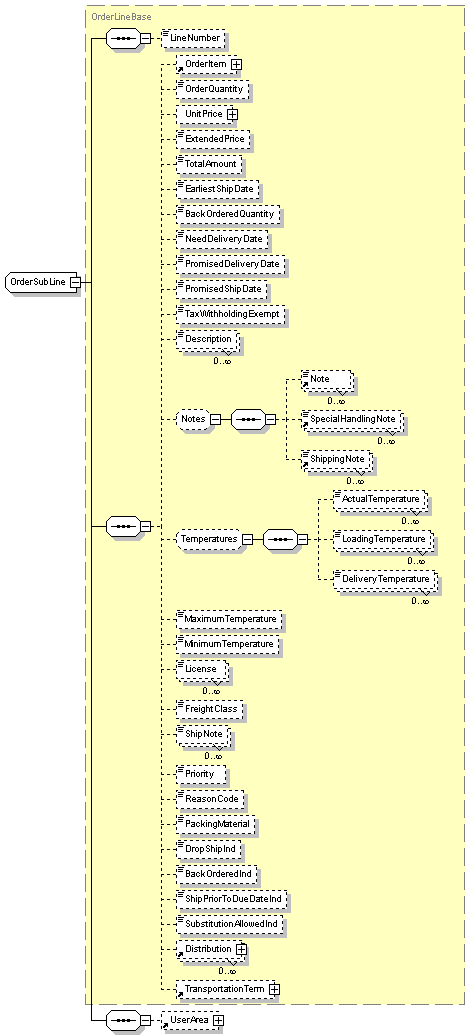 OrderLineBase
LineNumber
OrderItem
OrderQuantity
UnitPrice
ExtendedPrice
TotalAmount
EarliestShipDate
BackOrderedQuantity
NeedDeliveryDate
PromisedDeliveryDate
OrderSubLine
PromisedShipDate
TaxWithholdingExempt
Description
0..∞
Note
0..∞
Notes
SpecialHandlingNote
0..∞
ShippingNote
0..∞
ActualTemperature
0..∞
Temperatures
LoadingTemperature
0..∞
DeliveryTemperature
0..∞
MaximumTemperature
MinimumTemperature
License
0..∞
FreightClass
ShipNote
0..∞
Priority
ReasonCode
PackingMaterial
DropShipInd
BackOrderedInd
ShipPriorToDueDateInd
SubstitutionAllowedInd
Distribution
0..∞
TransportationTerm
UserArea